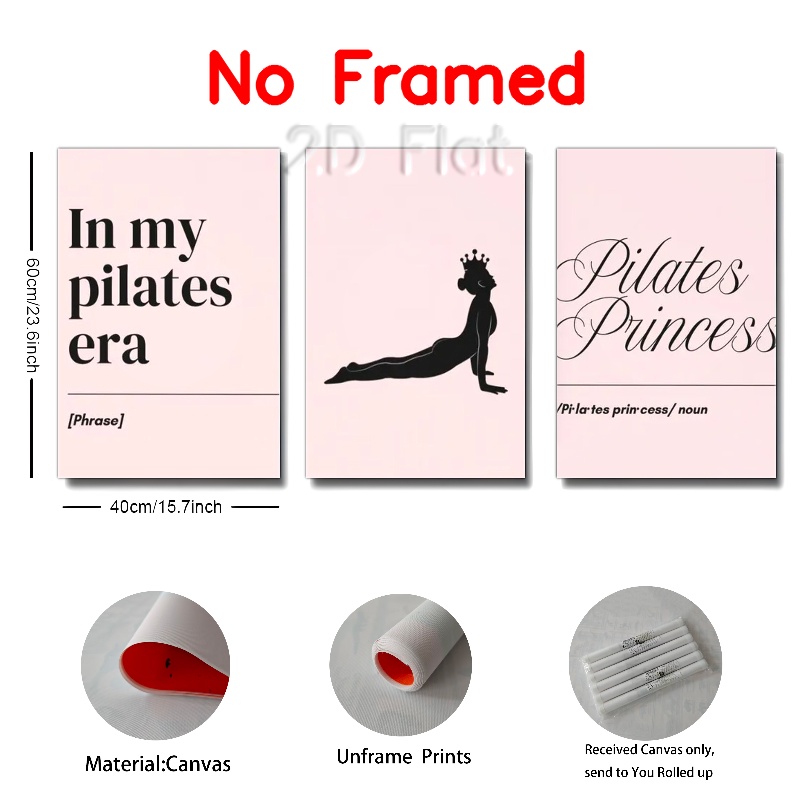 No Framed
2D Flat
60cm/23.6inch
In my
pilates
era
[Phrase]
Pilates
Princess
/Pi·la·tes prin·cess/ noun
40cm/15.7inch
Material:Canvas
Unframe Prints
Received Canvas only,
send to You Rolled up